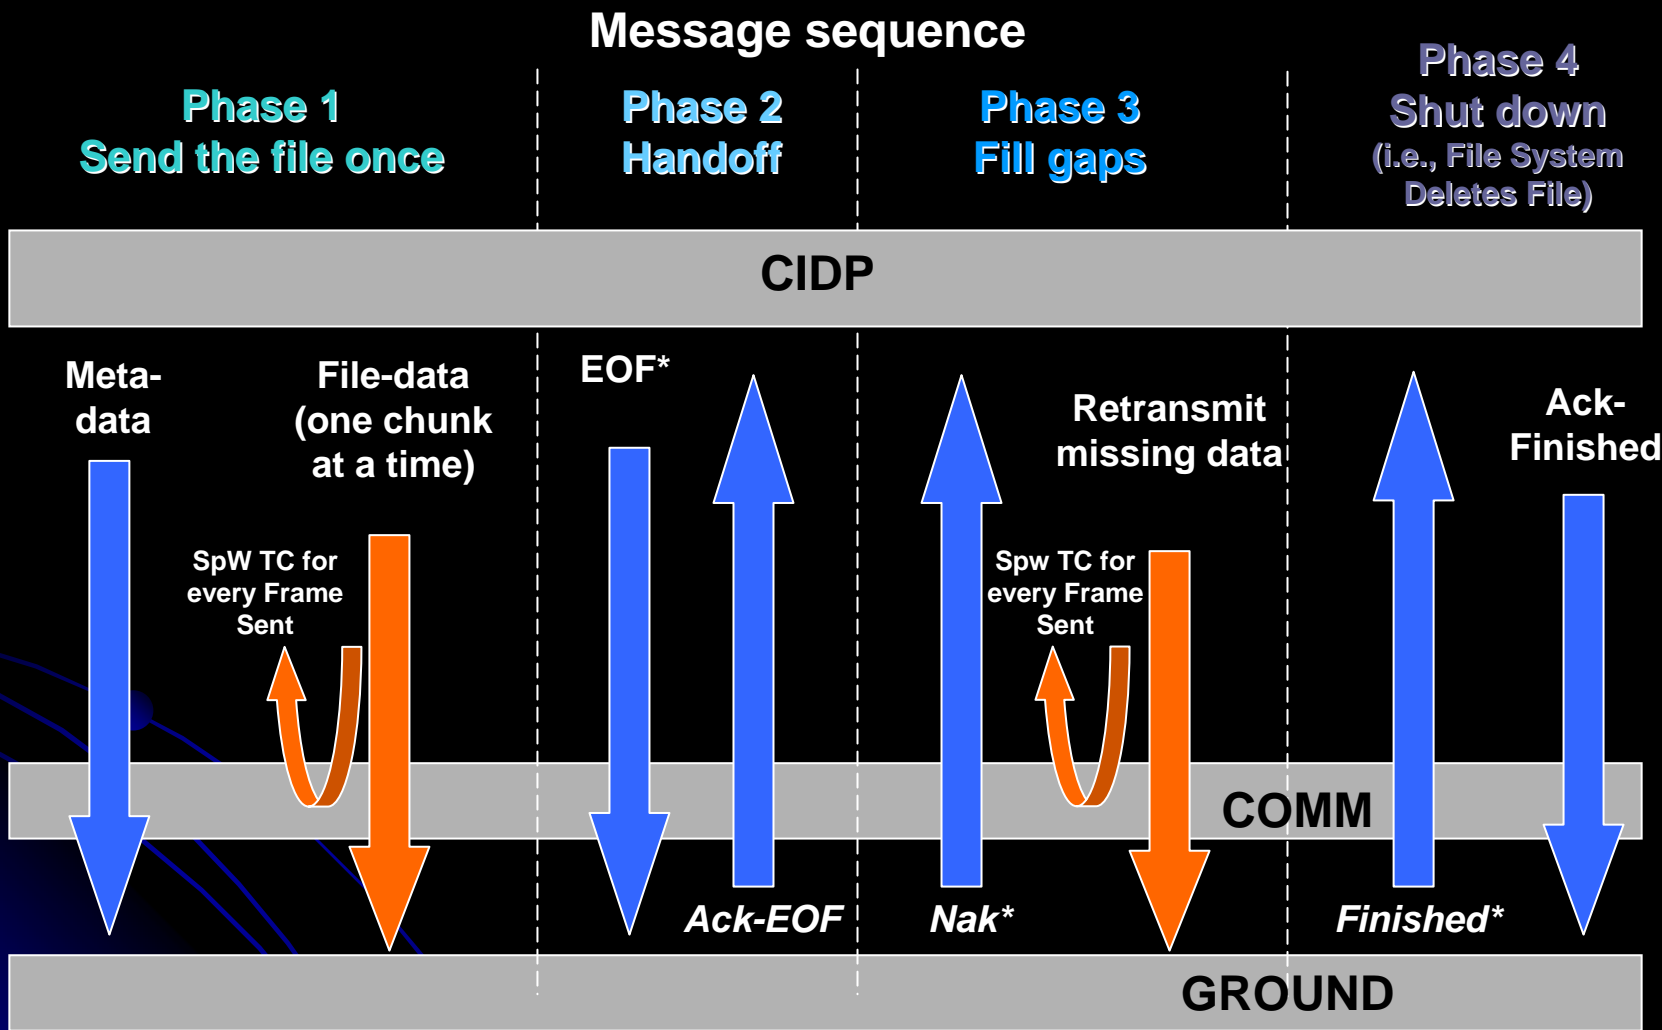 Message sequence
Phase 1
Send the file once
Phase 2
Handoff
Phase 3
Fill gaps
Phase 4
Shut down
(i.e., File System
Deletes File)
CIDP
Meta-
data
File-data
(one chunk
at a time)
SpW TC for
every Frame
Sent
EOF*
Ack-EOF
Nak*
Retransmit
missing data
Spw TC for
every Frame
Sent
Finished*
Ack-
Finished
COMM
GROUND